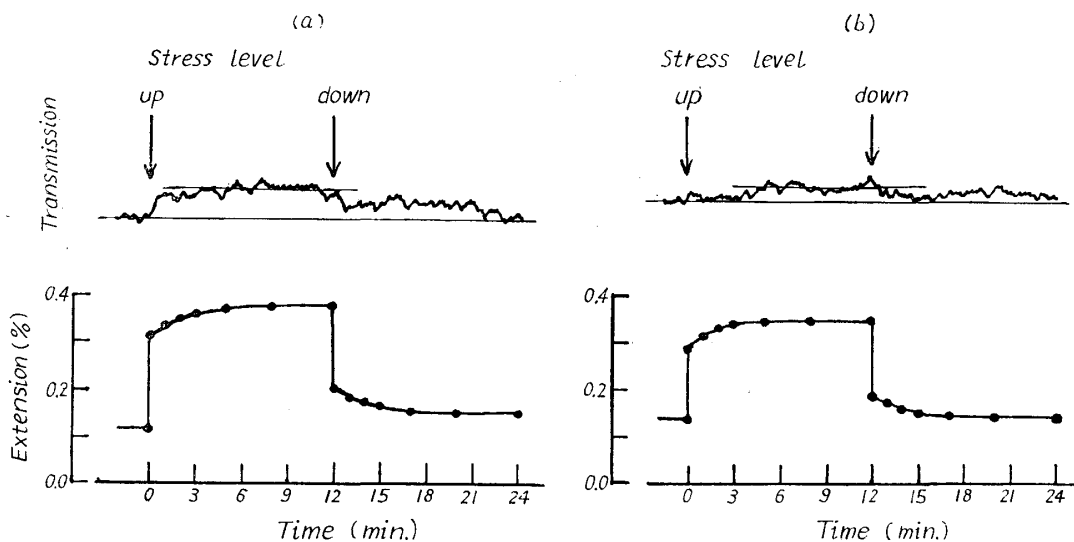 (a)
Stress level
up down
Transmission
Extension (%)
0.4
0.2
0.0
0 3 6 9 12 15 18 21 24
Time (min.)
(b)
Stress level
up down
0.4
0.2
0.0
0 3 6 9 12 15 18 21 24
Time (min.)